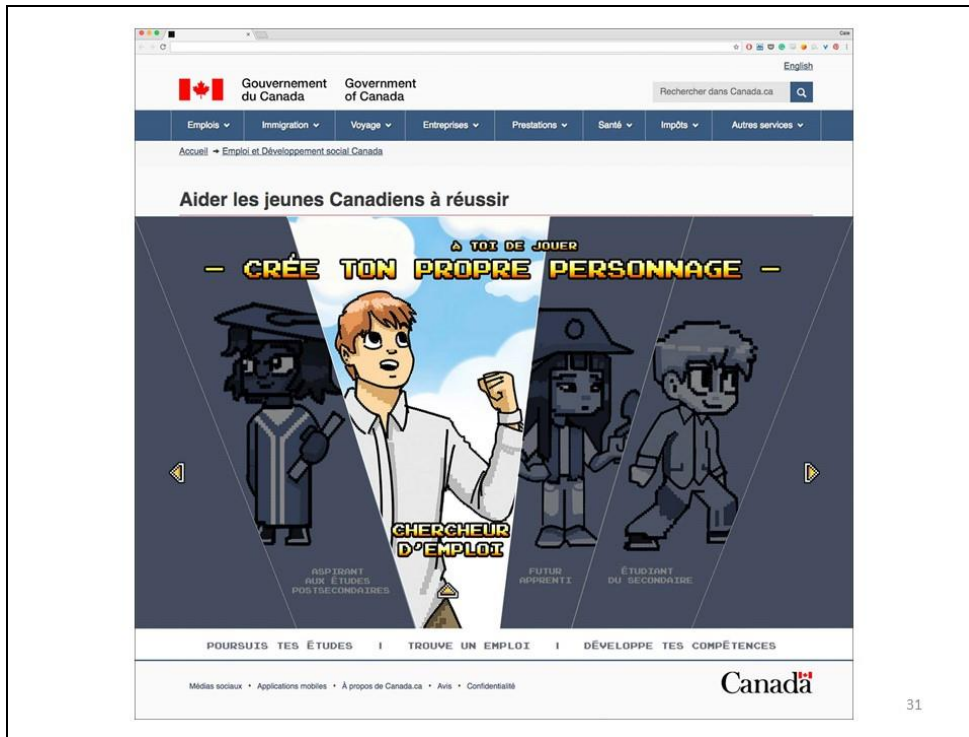 English
Gouvernement du Canada
Government of Canada
Rechercher dans Canada.ca
Emplois Immigration Voyage Entreprises Prestations Santé Impôts Autres services
Accueil → Emploi et Développement social Canada
Aider les jeunes Canadiens à réussir
À TOI DE JOUER
— CRÉE TON PROPRE PERSONNAGE —
CHERCHEUR
D'EMPLOI
ASPIRANT
AUX ÉTUDES
POSTSECONDAIRES
FUTUR
APPRENTI
ÉTUDIANT
DU SECONDAIRE
POURSUIS TES ÉTUDES | TROUVE UN EMPLOI | DÉVELOPPE TES COMPÉTENCES
Médias sociaux • Applications mobiles • À propos de Canada.ca • Avis • Confidentialité
Canada
31